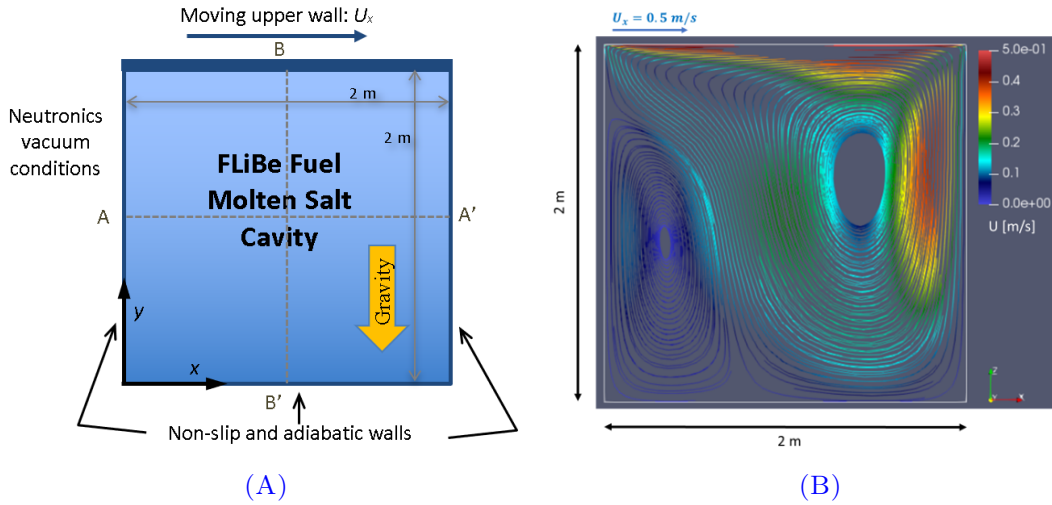 Moving upper wall: Ux
B
2 m
2 m
Neutronics
vacuum
conditions
FLiBe Fuel
Molten Salt
Cavity
A
A'
Gravity
y
x
B'
Non-slip and adiabatic walls
(A)
Ux = 0.5 m/s
2 m
5.0e-01
0.4
0.3
0.2
0.1
0.0e+00
U [m/s]
Z
Y
X
2 m
(B)